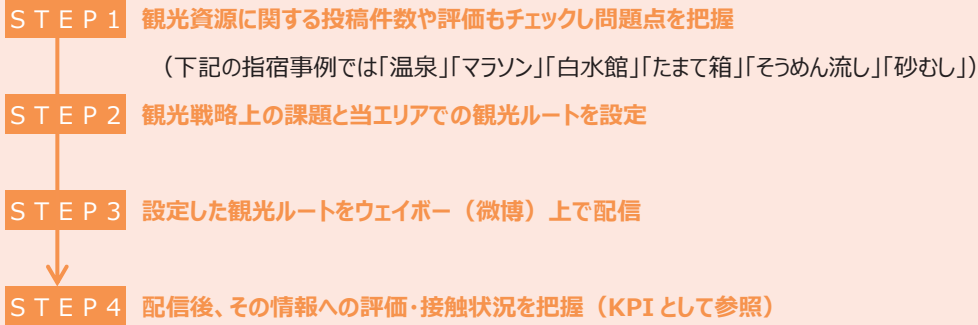 STEP1 観光資源に関する投稿件数や評価もチェックし問題点を把握
（下記の指宿事例では「温泉」「マラソン」「白水館」「たまて箱」「そうめん流し」「砂むし」）
STEP2 観光戦略上の課題と当エリアでの観光ルートを設定
STEP3 設定した観光ルートをウェイボー（微博）上で配信
STEP4 配信後、その情報への評価・接触状況を把握（KPIとして参照）